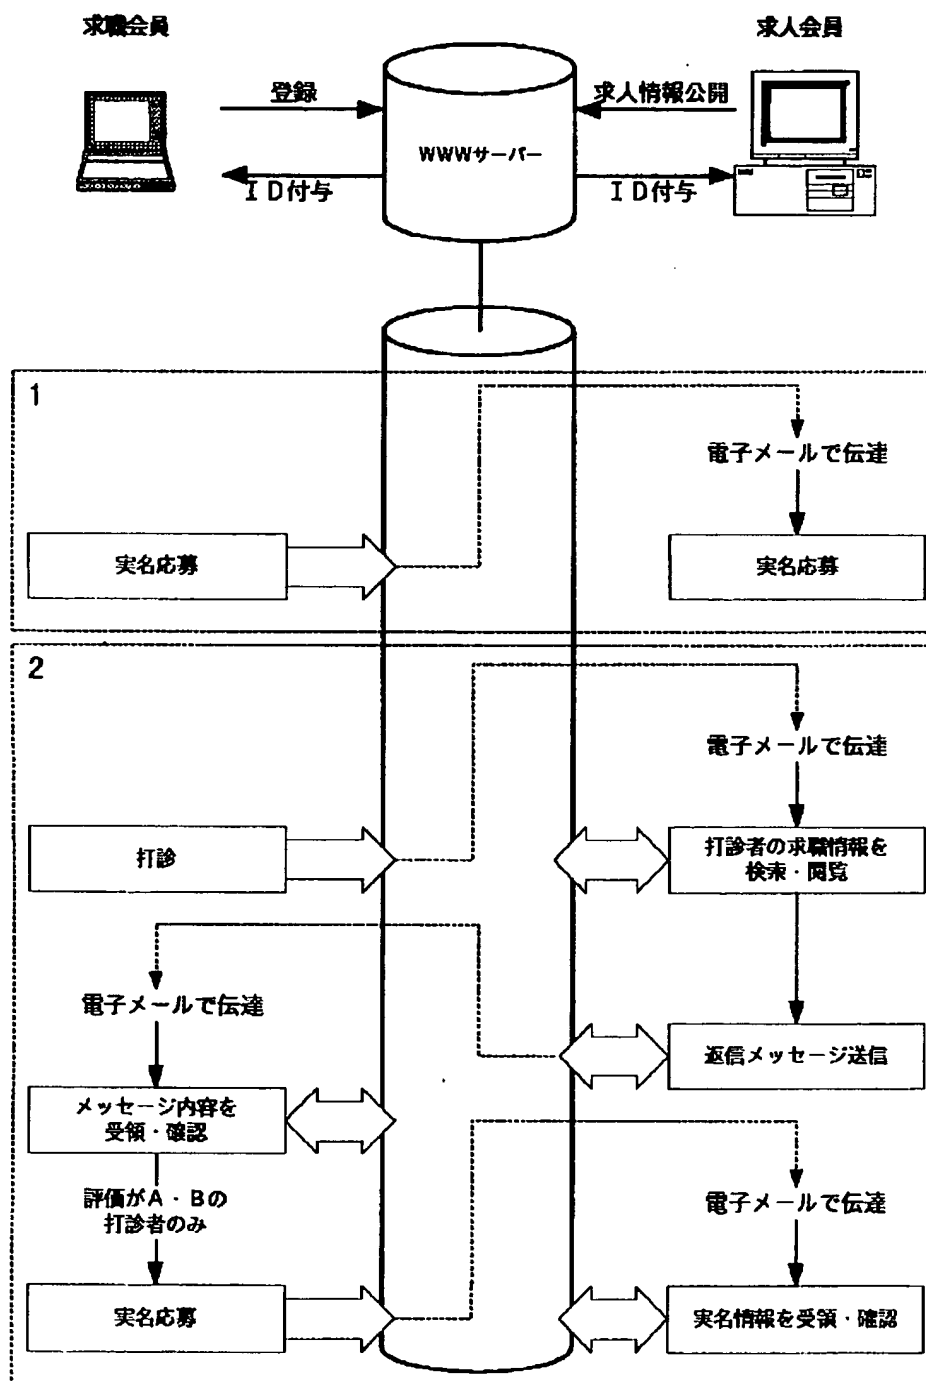 求職会員
求人会員
登録
求人情報公開
WWWサーバー
ID付与
ID付与
1
電子メールで伝達
実名応募
実名応募
2
電子メールで伝達
打診
打診者の求職情報を
検索・閲覧
電子メールで伝達
返信メッセージ送信
メッセージ内容を
受領・確認
評価がA・Bの
打診者のみ
電子メールで伝達
実名応募
実名情報を受領・確認